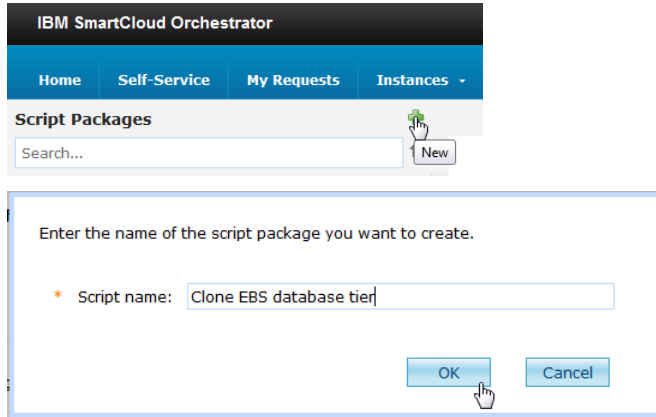 IBM SmartCloud Orchestrator
Home Self-Service My Requests Instances
Script Packages
Search...
New
Enter the name of the script package you want to create.
* Script name: Clone EBS database tier
OK Cancel